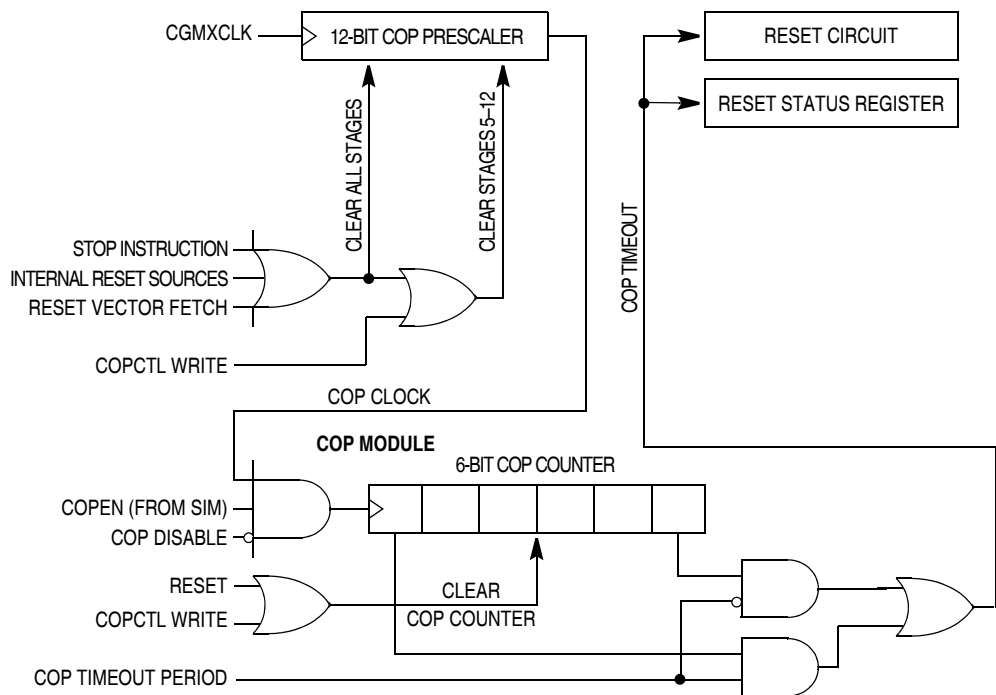 CGMXCLK
12-BIT COP PRESCALER
RESET CIRCUIT
RESET STATUS REGISTER
CLEAR ALL STAGES
CLEAR STAGES 5–12
COP TIMEOUT
STOP INSTRUCTION
INTERNAL RESET SOURCES
RESET VECTOR FETCH
COPCTL WRITE
COP CLOCK
COP MODULE
6-BIT COP COUNTER
COPEN (FROM SIM)
COP DISABLE
RESET
COPCTL WRITE
CLEAR
COP COUNTER
COP TIMEOUT PERIOD